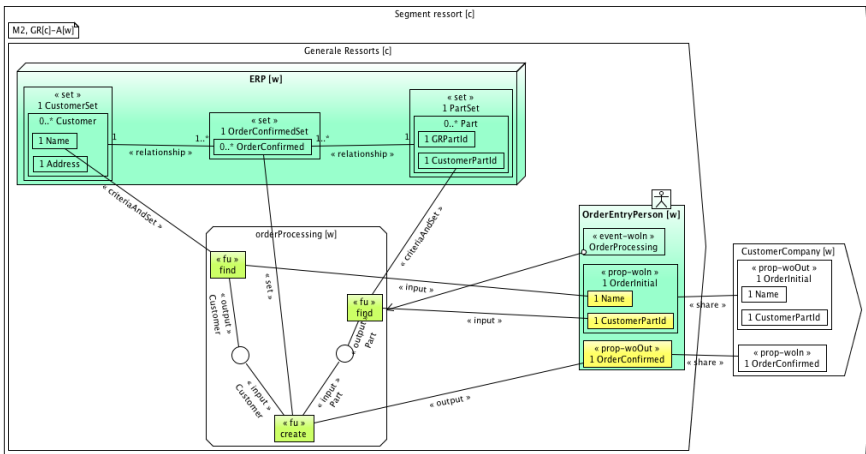 Segment ressort [c]
M2, GR[c]-A[w]
Generale Ressorts [c]
ERP [w]
« set »
1 CustomerSet
0..* Customer
1 Name
1 Address
1
« relationship »
1..*
« set »
1 OrderConfirmedSet
0..* OrderConfirmed
1..*
« relationship »
1
« set »
1 PartSet
0..* Part
1 GRPartId
1 CustomerPartId
« criteriaAndSet »
« set »
« criteriaAndSet »
orderProcessing [w]
« fu »
find
« fu »
find
« output »
Customer
« output »
Part
« input »
Customer
« input »
Part
« fu »
create
« input »
« input »
« output »
OrderEntryPerson [w]
« event-woIn »
OrderProcessing
« prop-woIn »
1 OrderInitial
1 Name
1 CustomerPartId
« prop-woOut »
1 OrderConfirmed
« share »
« share »
CustomerCompany [w]
« prop-woOut »
1 OrderInitial
1 Name
1 CustomerPartId
« prop-woIn »
1 OrderConfirmed